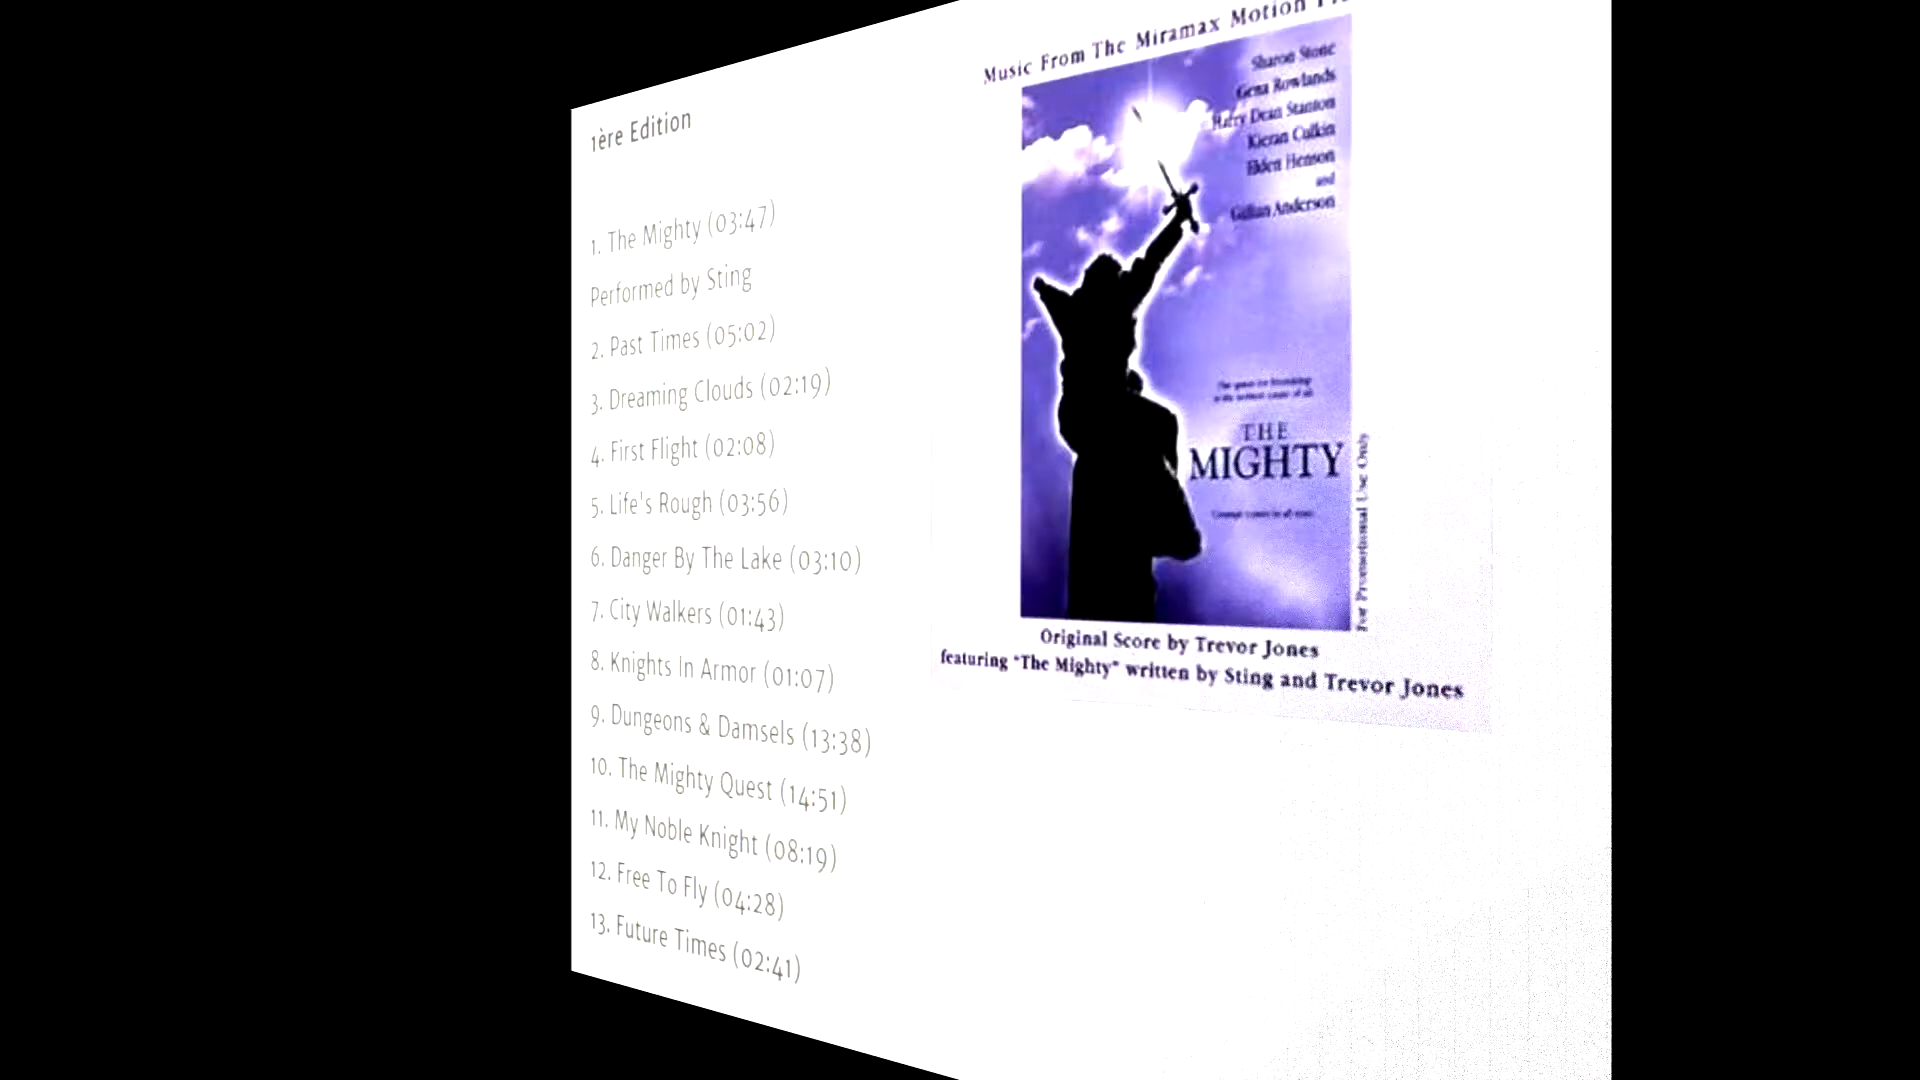 1ère Edition
1. The Mighty (03:47)
Performed by Sting
2. Past Times (05:02)
3. Dreaming Clouds (02:19)
4. First Flight (02:08)
5. Life's Rough (03:56)
6. Danger By The Lake (03:10)
7. City Walkers (01:43)
8. Knights In Armor (01:07)
9. Dungeons & Damsels (13:38)
10. The Mighty Quest (14:51)
11. My Noble Knight (08:19)
12. Free To Fly (04:28)
13. Future Times (02:41)
Music From The Miramax Motion
Sharon Stone
Gena Rowlands
Harry Dean Stanton
Kieran Culkin
Elden Henson
and
Gillian Anderson
THE
MIGHTY
For Promotional Use Only
Original Score by Trevor Jones
featuring "The Mighty" written by Sting and Trevor Jones